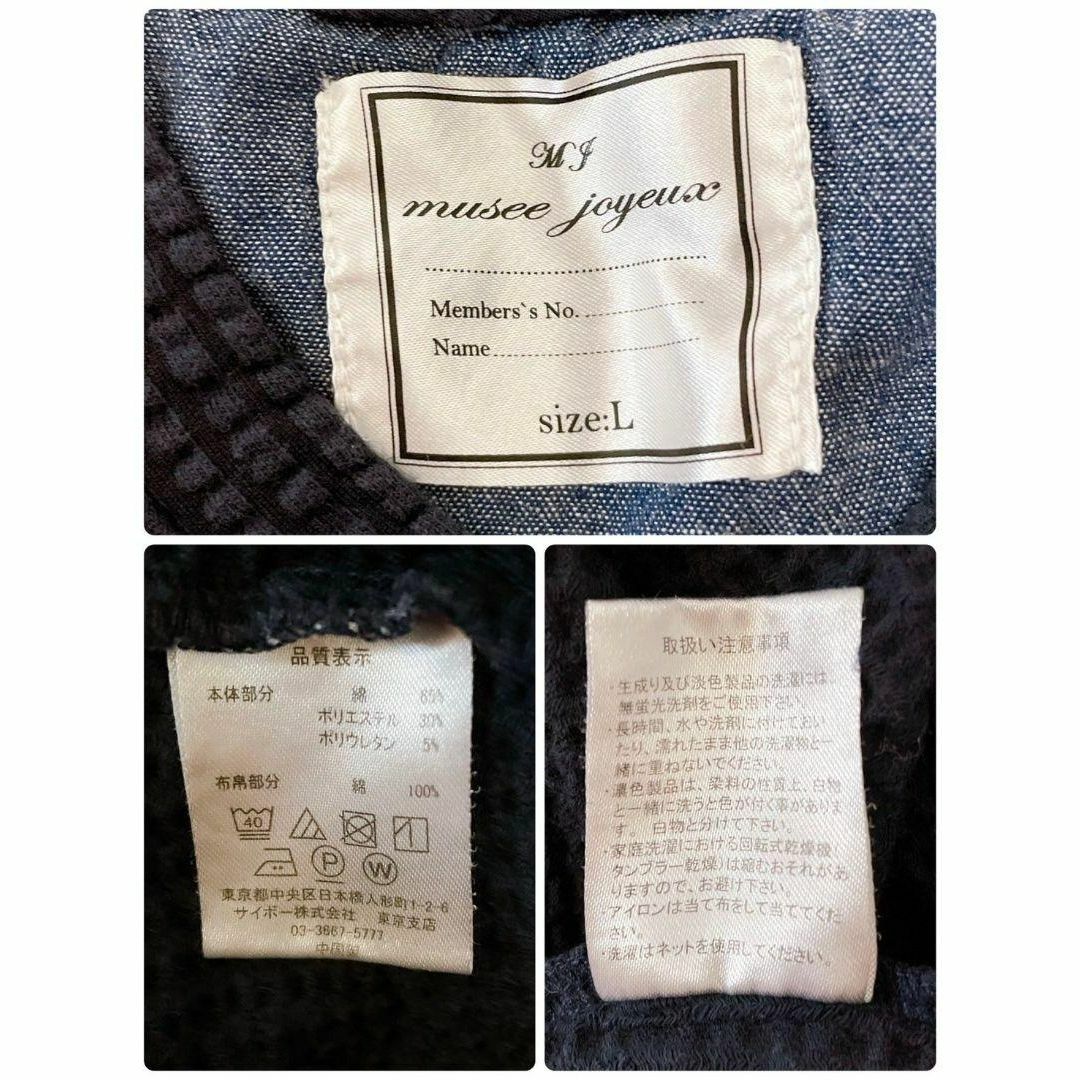 MJ
musee joyeux
Members`s No.
Name
size:L
品質表示
本体部分 綿 65%
ポリエステル 30%
ポリウレタン 5%
布帛部分 綿 100%
40
P W
東京都中央区日本橋人形町1-2-6
サイボー株式会社 東京支店
03-3667-5777
中国製
取扱い注意事項
・生成り及び淡色製品の洗濯には、
無蛍光洗剤をご使用下さい。
・長時間、水や洗剤に付けておい
たり、濡れたまま他の洗濯物と一
緒に重ねないでください。
・濃色製品は、染料の性質上、白物
と一緒に洗うと色が付く事がありま
す。 白物と分けて下さい。
・家庭洗濯における回転式乾燥機
タンブラー乾燥)は縮むおそれがあ
りますので、お避け下さい。
・アイロンは当て布をして当ててくだ
さい。
・洗濯はネットを使用してください。